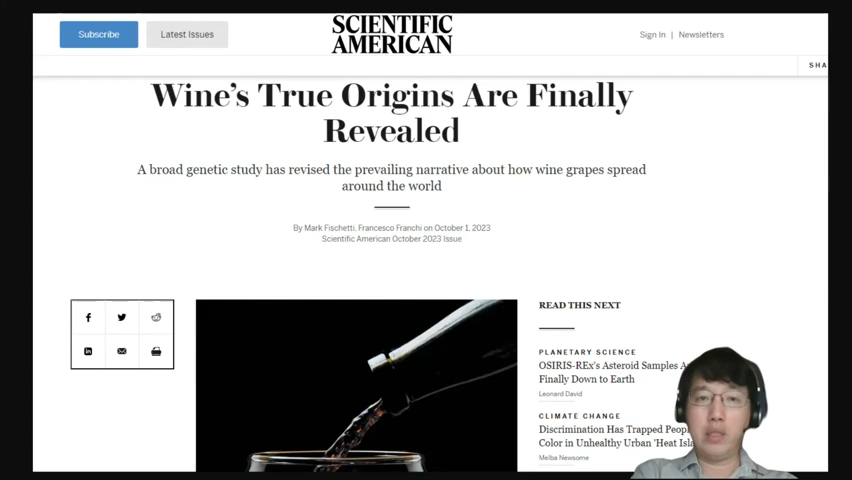 Subscribe
Latest Issues
SCIENTIFIC
AMERICAN
Sign In | Newsletters
SHA
Wine's True Origins Are Finally
Revealed
A broad genetic study has revised the prevailing narrative about how wine grapes spread
around the world
By Mark Fischetti, Francesco Franchi on October 1, 2023
Scientific American October 2023 Issue
READ THIS NEXT
PLANETARY SCIENCE
OSIRIS-REx's Asteroid Samples A
Finally Down to Earth
Leonard David
CLIMATE CHANGE
Discrimination Has Trapped Peop
Color in Unhealthy Urban 'Heat Isla
Melba Newsome